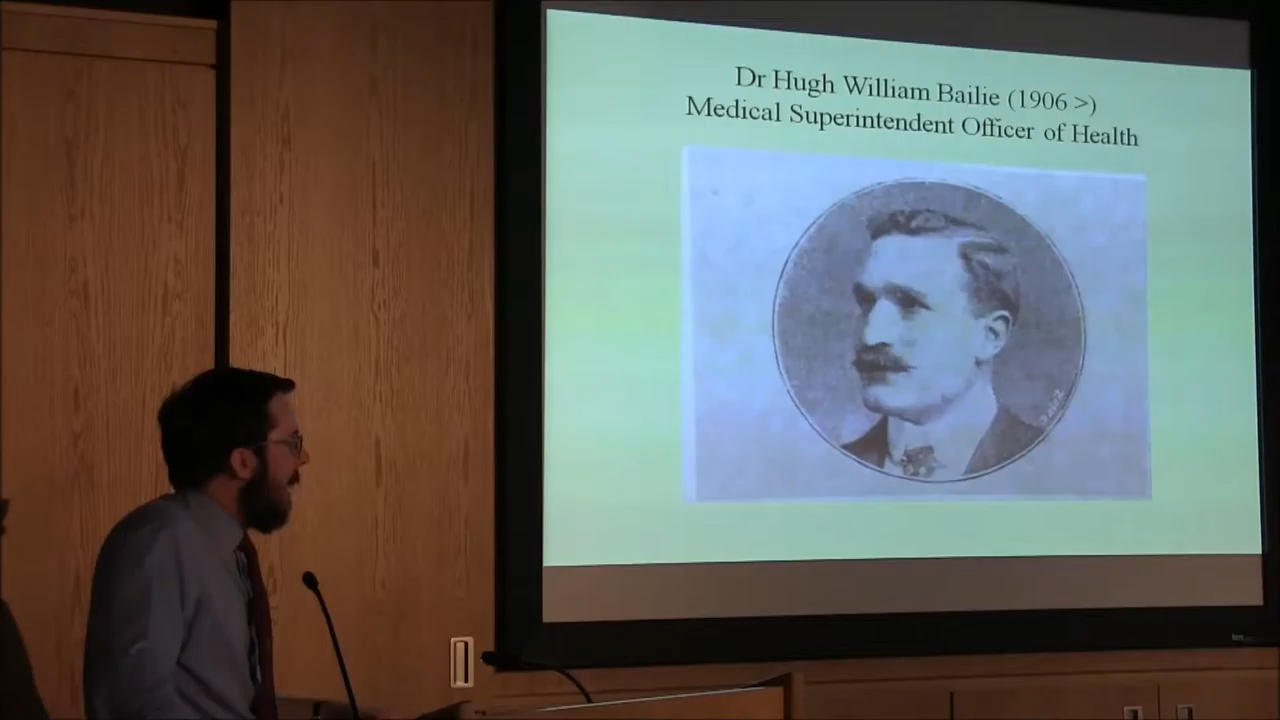 Dr Hugh William Bailie (1906 >)
Medical Superintendent Officer of Health